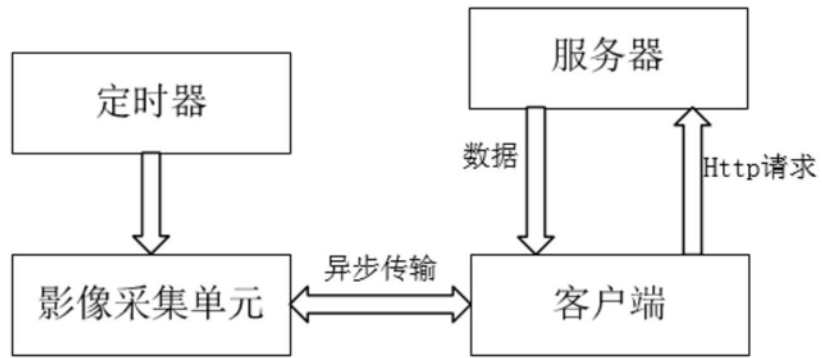 服务器
定时器
数据
Http请求
异步传输
影像采集单元
客户端